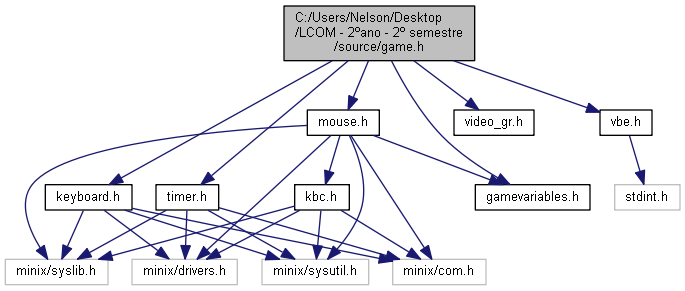 C:/Users/Nelson/Desktop
/LCOM - 2ºano - 2º semestre
/source/game.h
mouse.h
video_gr.h
vbe.h
keyboard.h
timer.h
kbc.h
gamevariables.h
stdint.h
minix/syslib.h
minix/drivers.h
minix/sysutil.h
minix/com.h